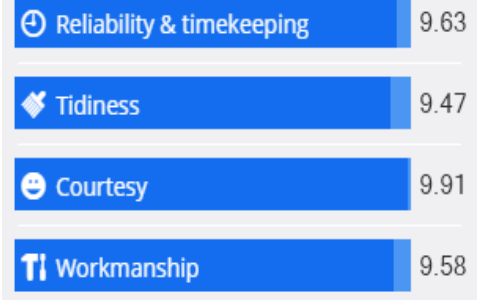 Reliability & timekeeping 9.63
Tidiness 9.47
Courtesy 9.91
Workmanship 9.58